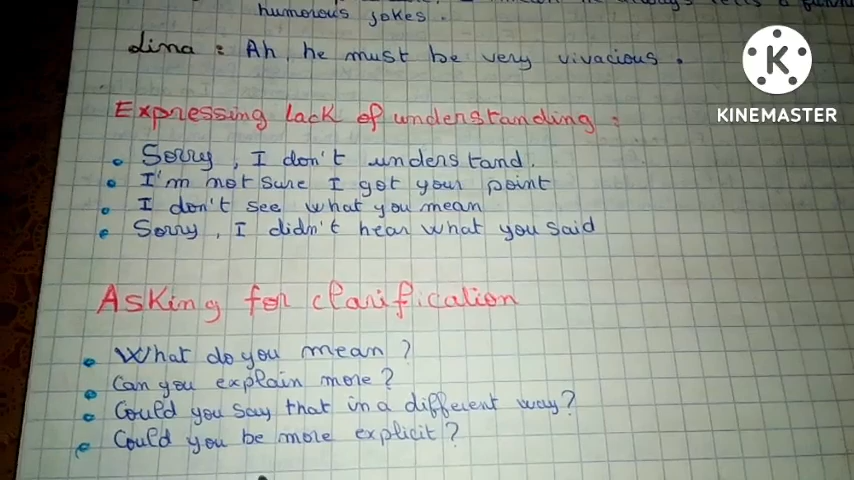 always tells a
humorous jokes.
Lina : Ah, he must be very vivacious.
K
KINEMASTER
Expressing lack of understanding :
• Sorry, I don't understand.
• I'm not sure I got your point
• I don't see what you mean
• Sorry, I didn't hear what you said
Asking for clarification
• What do you mean ?
• Can you explain more ?
• Could you say that in a different way?
• Could you be more explicit ?